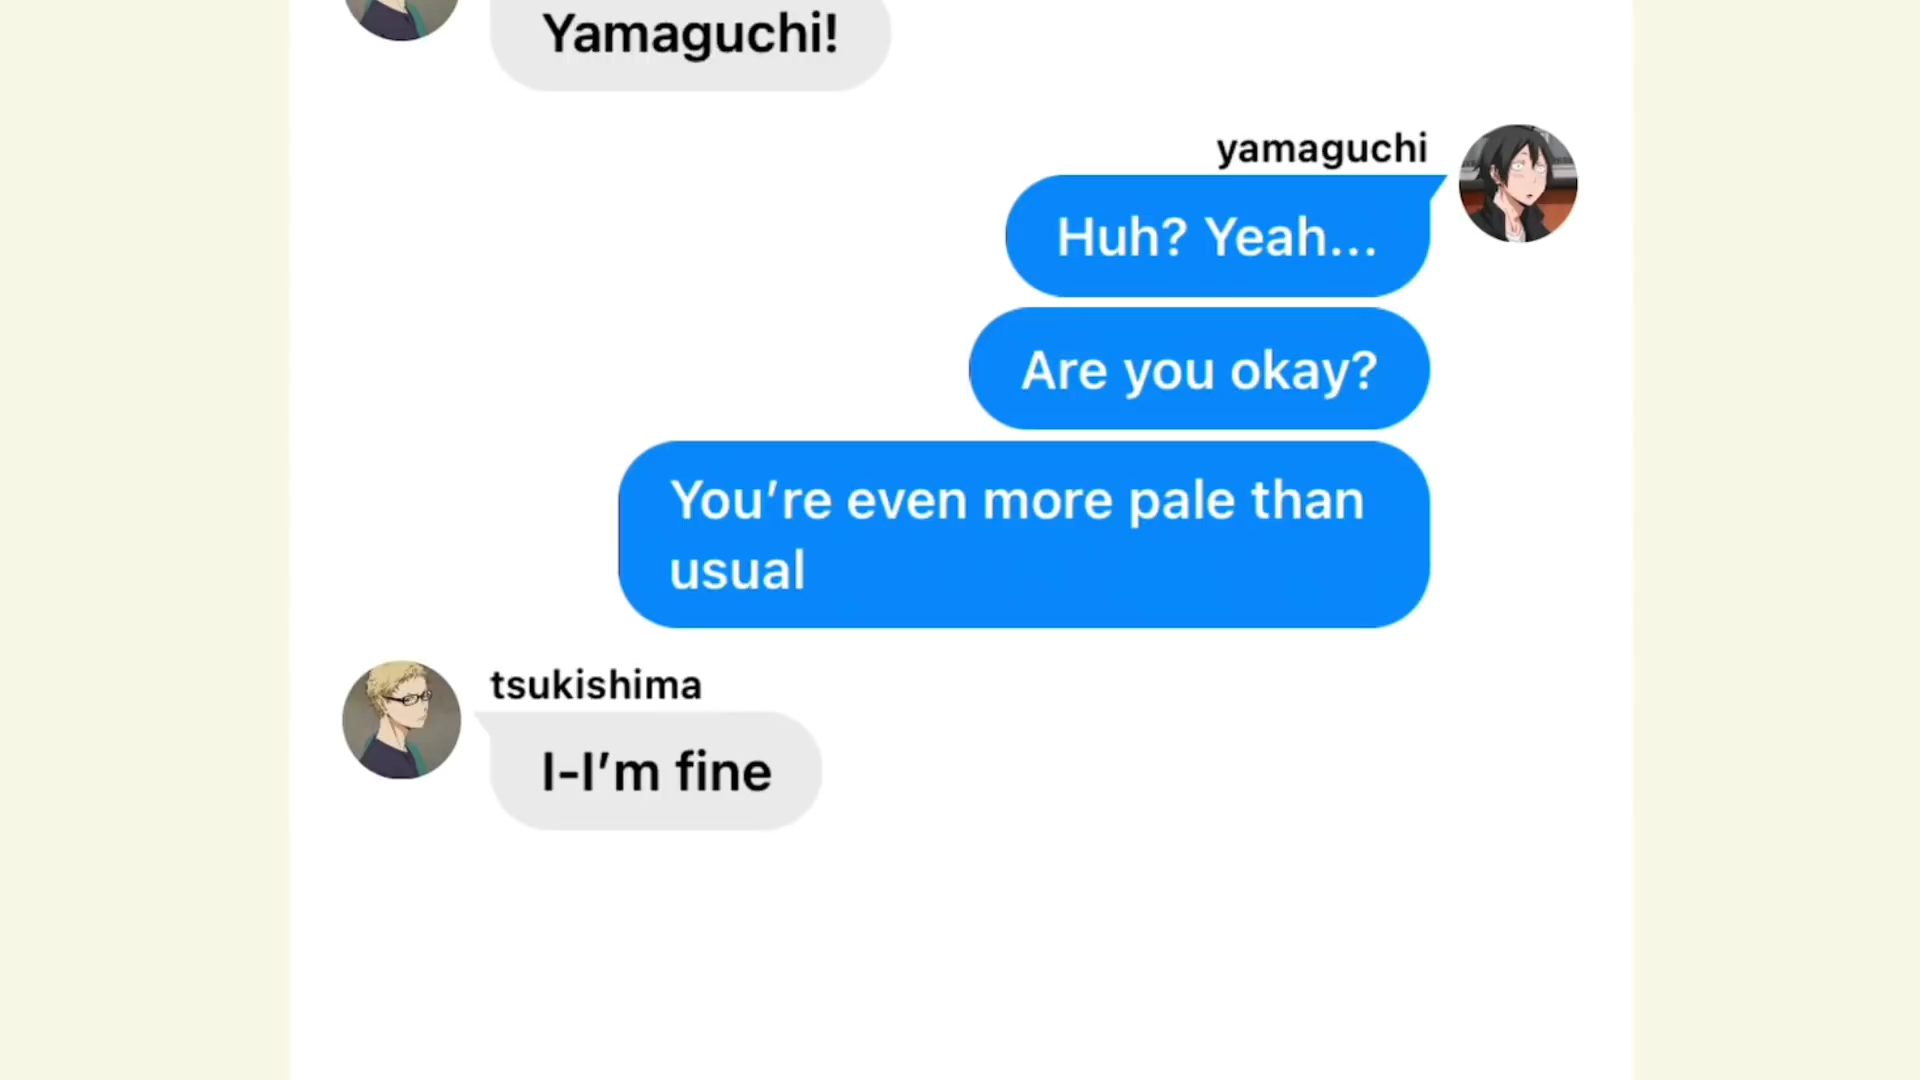 Yamaguchi!
yamaguchi
Huh? Yeah...
Are you okay?
You’re even more pale than
usual
tsukishima
I-I’m fine